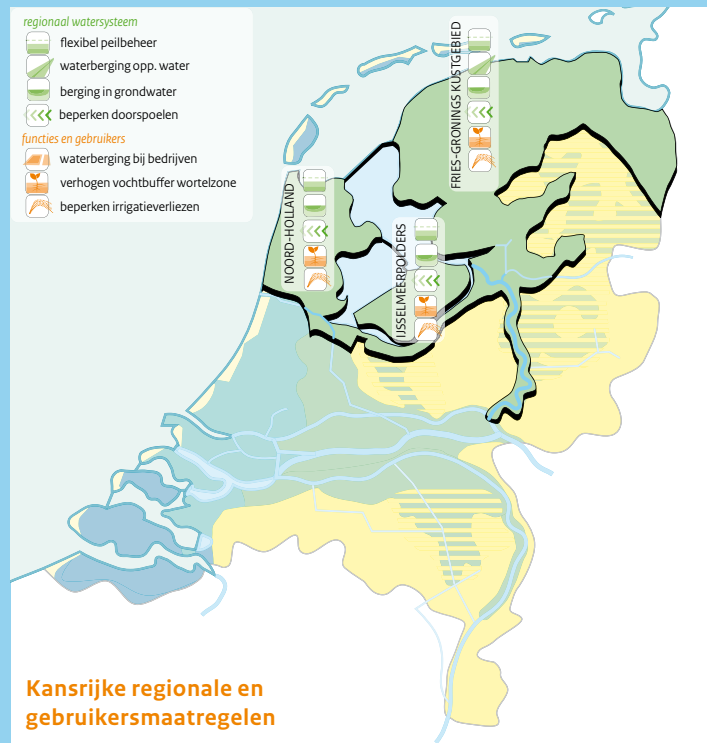 regionaal watersysteem
flexibel peilbeheer
waterberging opp. water
berging in grondwater
beperken doorspoelen
functies en gebruikers
waterberging bij bedrijven
verhogen vochtbuffer wortelzone
beperken irrigatieverliezen
FRIES-GRONINGS KUSTGEBIED
NOORD-HOLLAND
IJSSELMEERPOLDERS
Kansrijke regionale en
gebruikersmaatregelen